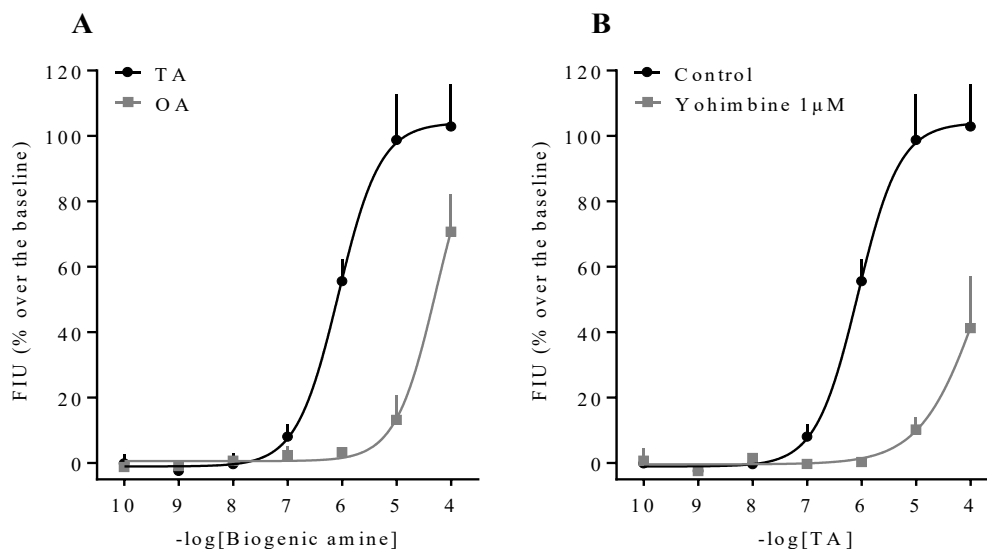 A
TA
OA
FIU (% over the baseline)
120
100
80
60
40
20
0
10 9 8 7 6 5 4
-log[Biogenic amine]
B
Control
Yohimbine 1µM
FIU (% over the baseline)
120
100
80
60
40
20
0
10 9 8 7 6 5 4
-log[TA]